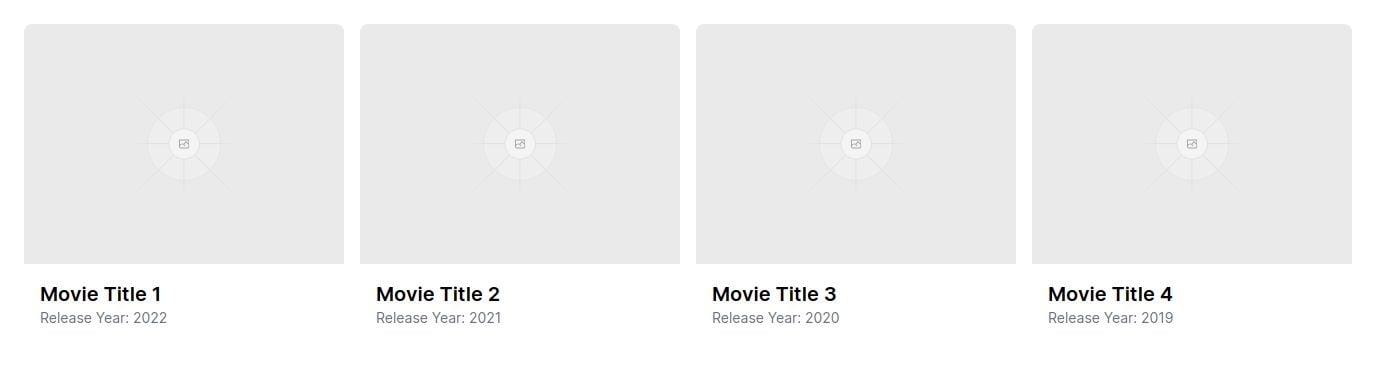 Movie Title 1
Release Year: 2022
Movie Title 2
Release Year: 2021
Movie Title 3
Release Year: 2020
Movie Title 4
Release Year: 2019